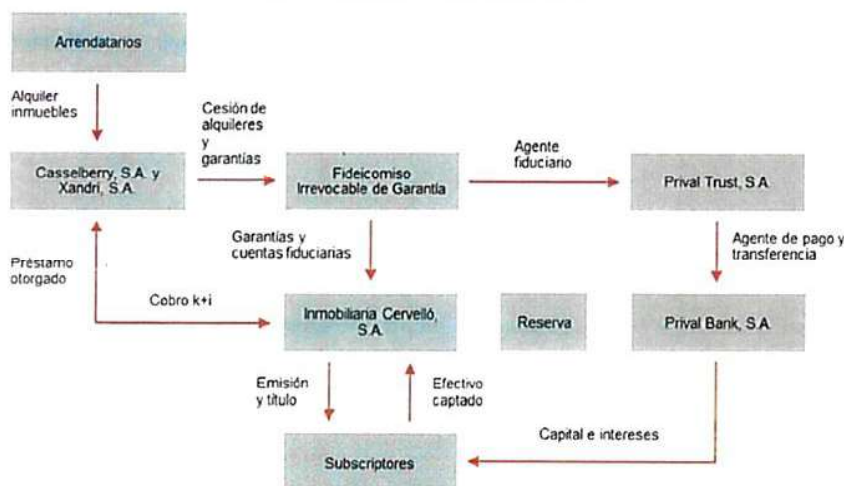 Arrendatarios
Alquiler
inmuebles
Cesión de
alquileres
y
garantías
Agente
fiduciario
Casselberry, S.A. y
Xandri, S.A.
Fideicomiso
Irrevocable de Garantía
Prival Trust, S.A.
Garantías y
cuentas fiduciarias
Agente de pago y
transferencia
Préstamo
otorgado
Cobro k+i
Inmobiliaria Cervelló,
S.A.
Reserva
Prival Bank, S.A.
Emisión
y título
Efectivo
captado
Capital e intereses
Subscriptores